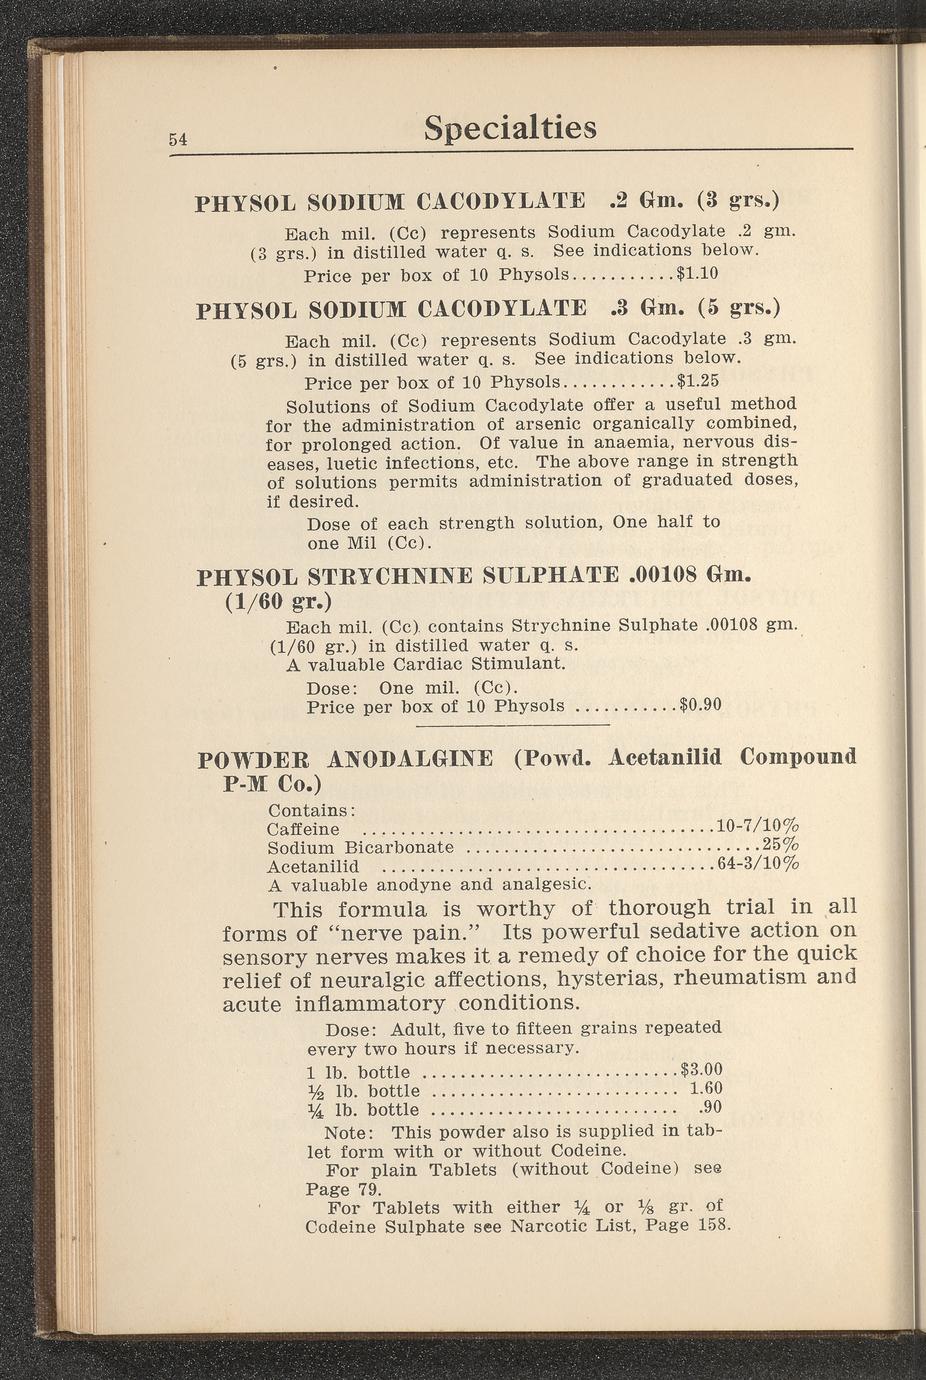 54
Specialties
PHYSOL SODIUM CACODYLATE .2 Gm. (3 grs.)
Each mil. (Cc) represents Sodium Cacodylate .2 gm.
(3 grs.) in distilled water q. s. See indications below.
Price per box of 10 Physols...........$1.10
PHYSOL SODIUM CACODYLATE .3 Gm. (5 grs.)
Each mil. (Cc) represents Sodium Cacodylate .3 gm.
(5 grs.) in distilled water q. s. See indications below.
Price per box of 10 Physols............$1.25
Solutions of Sodium Cacodylate offer a useful method
for the administration of arsenic organically combined,
for prolonged action. Of value in anaemia, nervous dis-
eases, luetic infections, etc. The above range in strength
of solutions permits administration of graduated doses,
if desired.
Dose of each strength solution, One half to
one Mil (Cc).
PHYSOL STRYCHNINE SULPHATE .00108 Gm.
(1/60 gr.)
Each mil. (Cc) contains Strychnine Sulphate .00108 gm.
(1/60 gr.) in distilled water q. s.
A valuable Cardiac Stimulant.
Dose: One mil. (Cc).
Price per box of 10 Physols ...........$0.90
POWDER ANODALGINE (Powd. Acetanilid Compound
P-M Co.)
Contains:
Caffeine ....................................10-7/10%
Sodium Bicarbonate ..............................25%
Acetanilid ..................................64-3/10%
A valuable anodyne and analgesic.
This formula is worthy of thorough trial in all
forms of “nerve pain.” Its powerful sedative action on
sensory nerves makes it a remedy of choice for the quick
relief of neuralgic affections, hysterias, rheumatism and
acute inflammatory conditions.
Dose: Adult, five to fifteen grains repeated
every two hours if necessary.
1 lb. bottle ..........................$3.00
½ lb. bottle ......................... 1.60
¼ lb. bottle ......................... .90
Note: This powder also is supplied in tab-
let form with or without Codeine.
For plain Tablets (without Codeine) see
Page 79.
For Tablets with either ¼ or ⅛ gr. of
Codeine Sulphate see Narcotic List, Page 158.